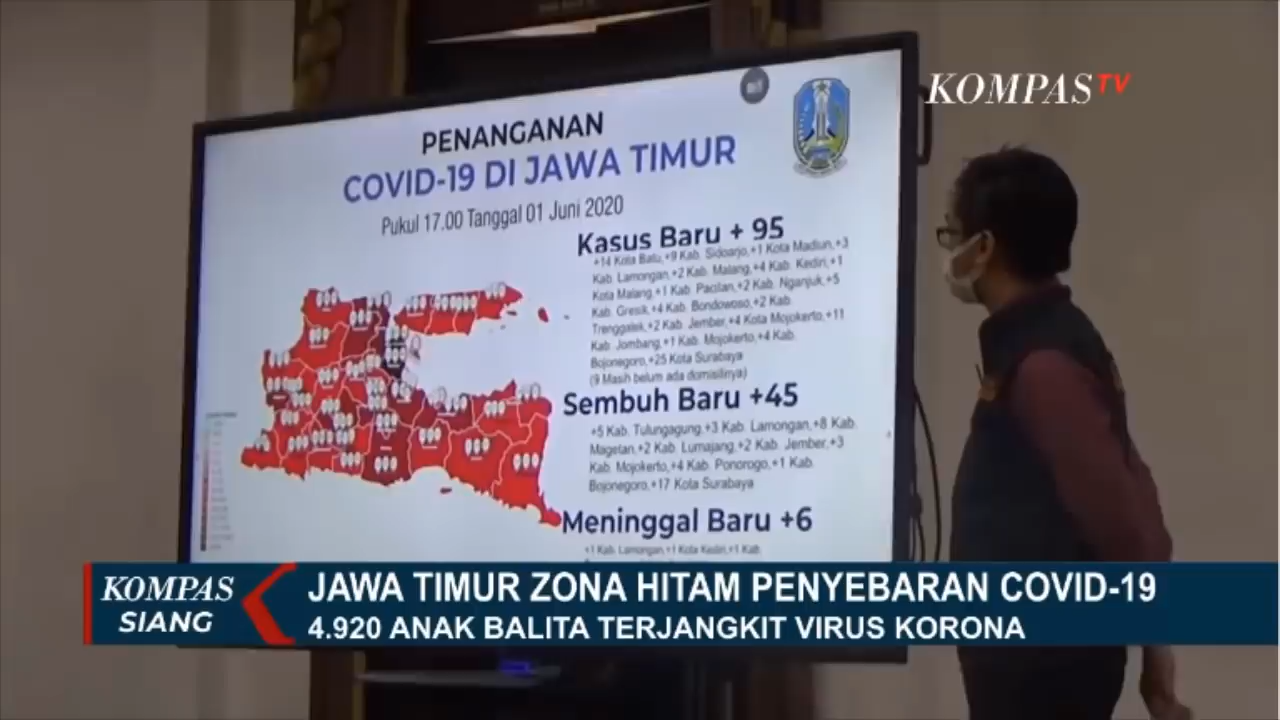 KOMPAS TV
PENANGANAN
COVID-19 DI JAWA TIMUR
Pukul 17.00 Tanggal 01 Juni 2020
Kasus Baru + 95
+14 Kota Batu,+9 Kab. Sidoarjo,+1 Kota Madiun,+3
Kab. Lamongan,+2 Kab. Malang,+4 Kab. Kediri,+1
Kota Malang,+1 Kab. Pacitan,+2 Kab. Nganjuk,+5
Kab. Gresik,+4 Kab. Bondowoso,+2 Kab.
Trenggalek,+2 Kab. Jember,+4 Kota Mojokerto,+11
Kab. Jombang,+1 Kab. Mojokerto,+4 Kab.
Bojonegoro,+25 Kota Surabaya
(9 Masih belum ada domisilinya)
Sembuh Baru +45
+5 Kab. Tulungagung,+3 Kab. Lamongan,+8 Kab.
Magetan,+2 Kab. Lumajang,+2 Kab. Jember,+3
Kab. Mojokerto,+4 Kab. Ponorogo,+1 Kab.
Bojonegoro,+17 Kota Surabaya
Meninggal Baru +6
+1 Kab. Lamongan,+1 Kota Kediri,+1 Kab.
KOMPAS
SIANG
JAWA TIMUR ZONA HITAM PENYEBARAN COVID-19
4.920 ANAK BALITA TERJANGKIT VIRUS KORONA